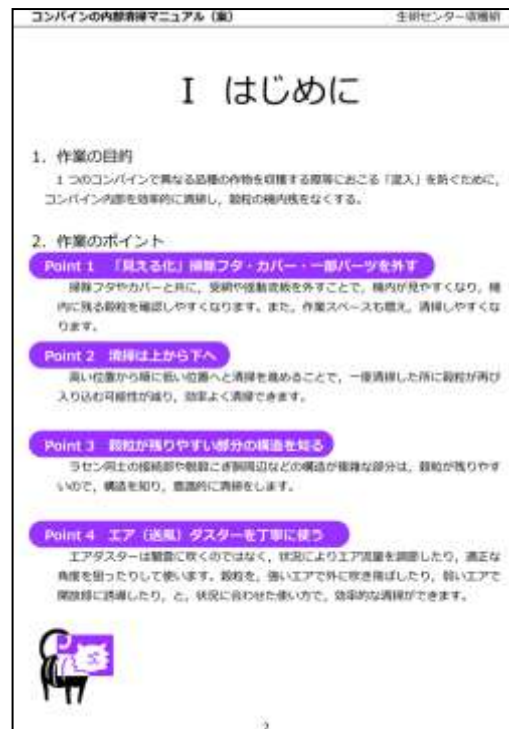 コンバインの内部清掃マニュアル（案）　生研センター収穫研
I　はじめに
1．作業の目的
1つのコンバインで異なる品種の作物を収穫する際等におこる「混入」を防ぐために，
コンバイン内部を効率的に清掃し，穀粒の機内残をなくする。
2．作業のポイント
Point 1　「見える化」掃除フタ・カバー・一部パーツを外す
掃除フタやカバーと共に，受網や揺動流板を外すことで，機内が見やすくなり，機
内に残る穀粒を確認しやすくなります。また，作業スペースも増え，清掃しやすくな
ります。
Point 2　清掃は上から下へ
高い位置から順に低い位置へと清掃を進めることで，一度清掃した所に穀粒が再び
入り込む可能性が減り，効率よく清掃できます。
Point 3　穀粒が残りやすい部分の構造を知る
ラセン同士の接続部や脱穀こぎ胴周辺などの構造が複雑な部分は，穀粒が残りやす
いので，構造を知り，意識的に清掃をします。
Point 4　エア（送風）ダスターを丁寧に使う
エアダスターは闇雲に吹くのではなく，状況によりエア流量を調節したり，適正な
角度を狙ったりして使います。穀粒を，強いエアで外に吹き飛ばしたり，弱いエアで
開放部に誘導したり，と，状況に合わせた使い方で，効率的な清掃ができます。
2